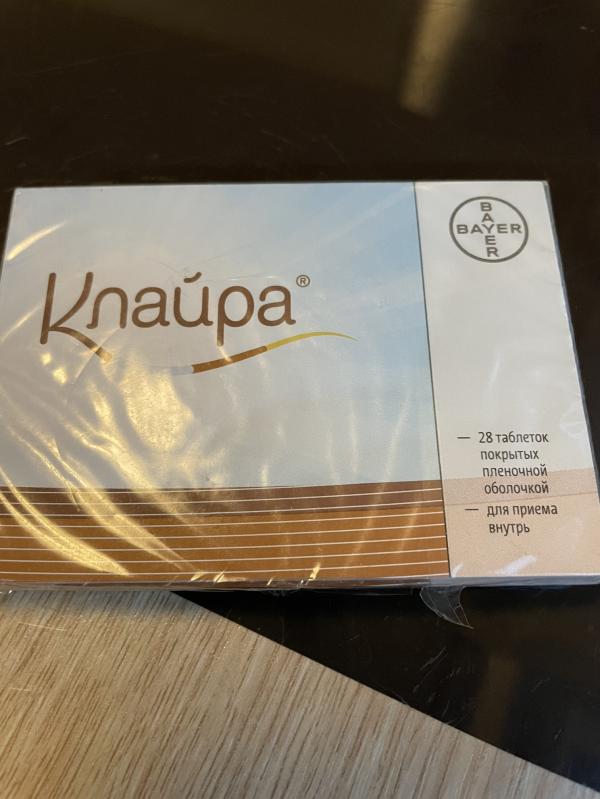 Клайра®
BAYER
BAYER
— 28 таблеток
покрытых
пленочной
оболочкой
— для приема
внутрь